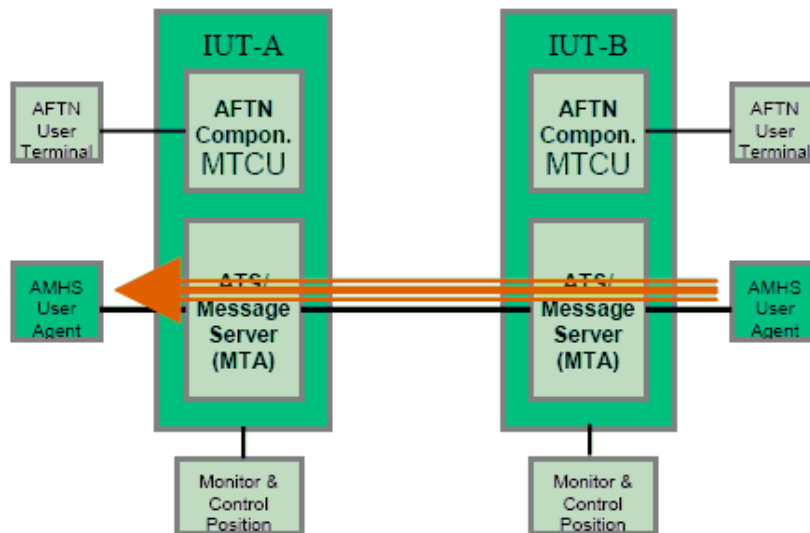 IUT-A
IUT-B
AFTN
User
Terminal
AFTN
Compon.
MTCU
AFTN
Compon.
MTCU
AFTN
User
Terminal
AMHS
User
Agent
ATS/
Message
Server
(MTA)
ATS/
Message
Server
(MTA)
AMHS
User
Agent
Monitor &
Control
Position
Monitor &
Control
Position